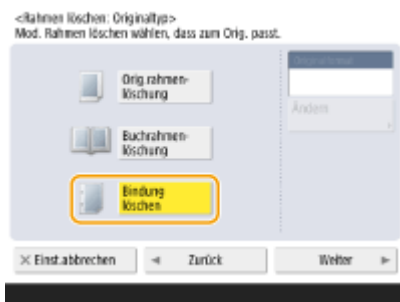 <Rahmen löschen: Originaltyp>
Mod. Rahmen löschen wählen, dass zum Orig. passt.
Orig.rahmen-
löschung
Originalformat
Ändern
Buchrahmen-
löschung
Bindung
löschen
× Einst.abbrechen
◄ Zurück
Weiter ►